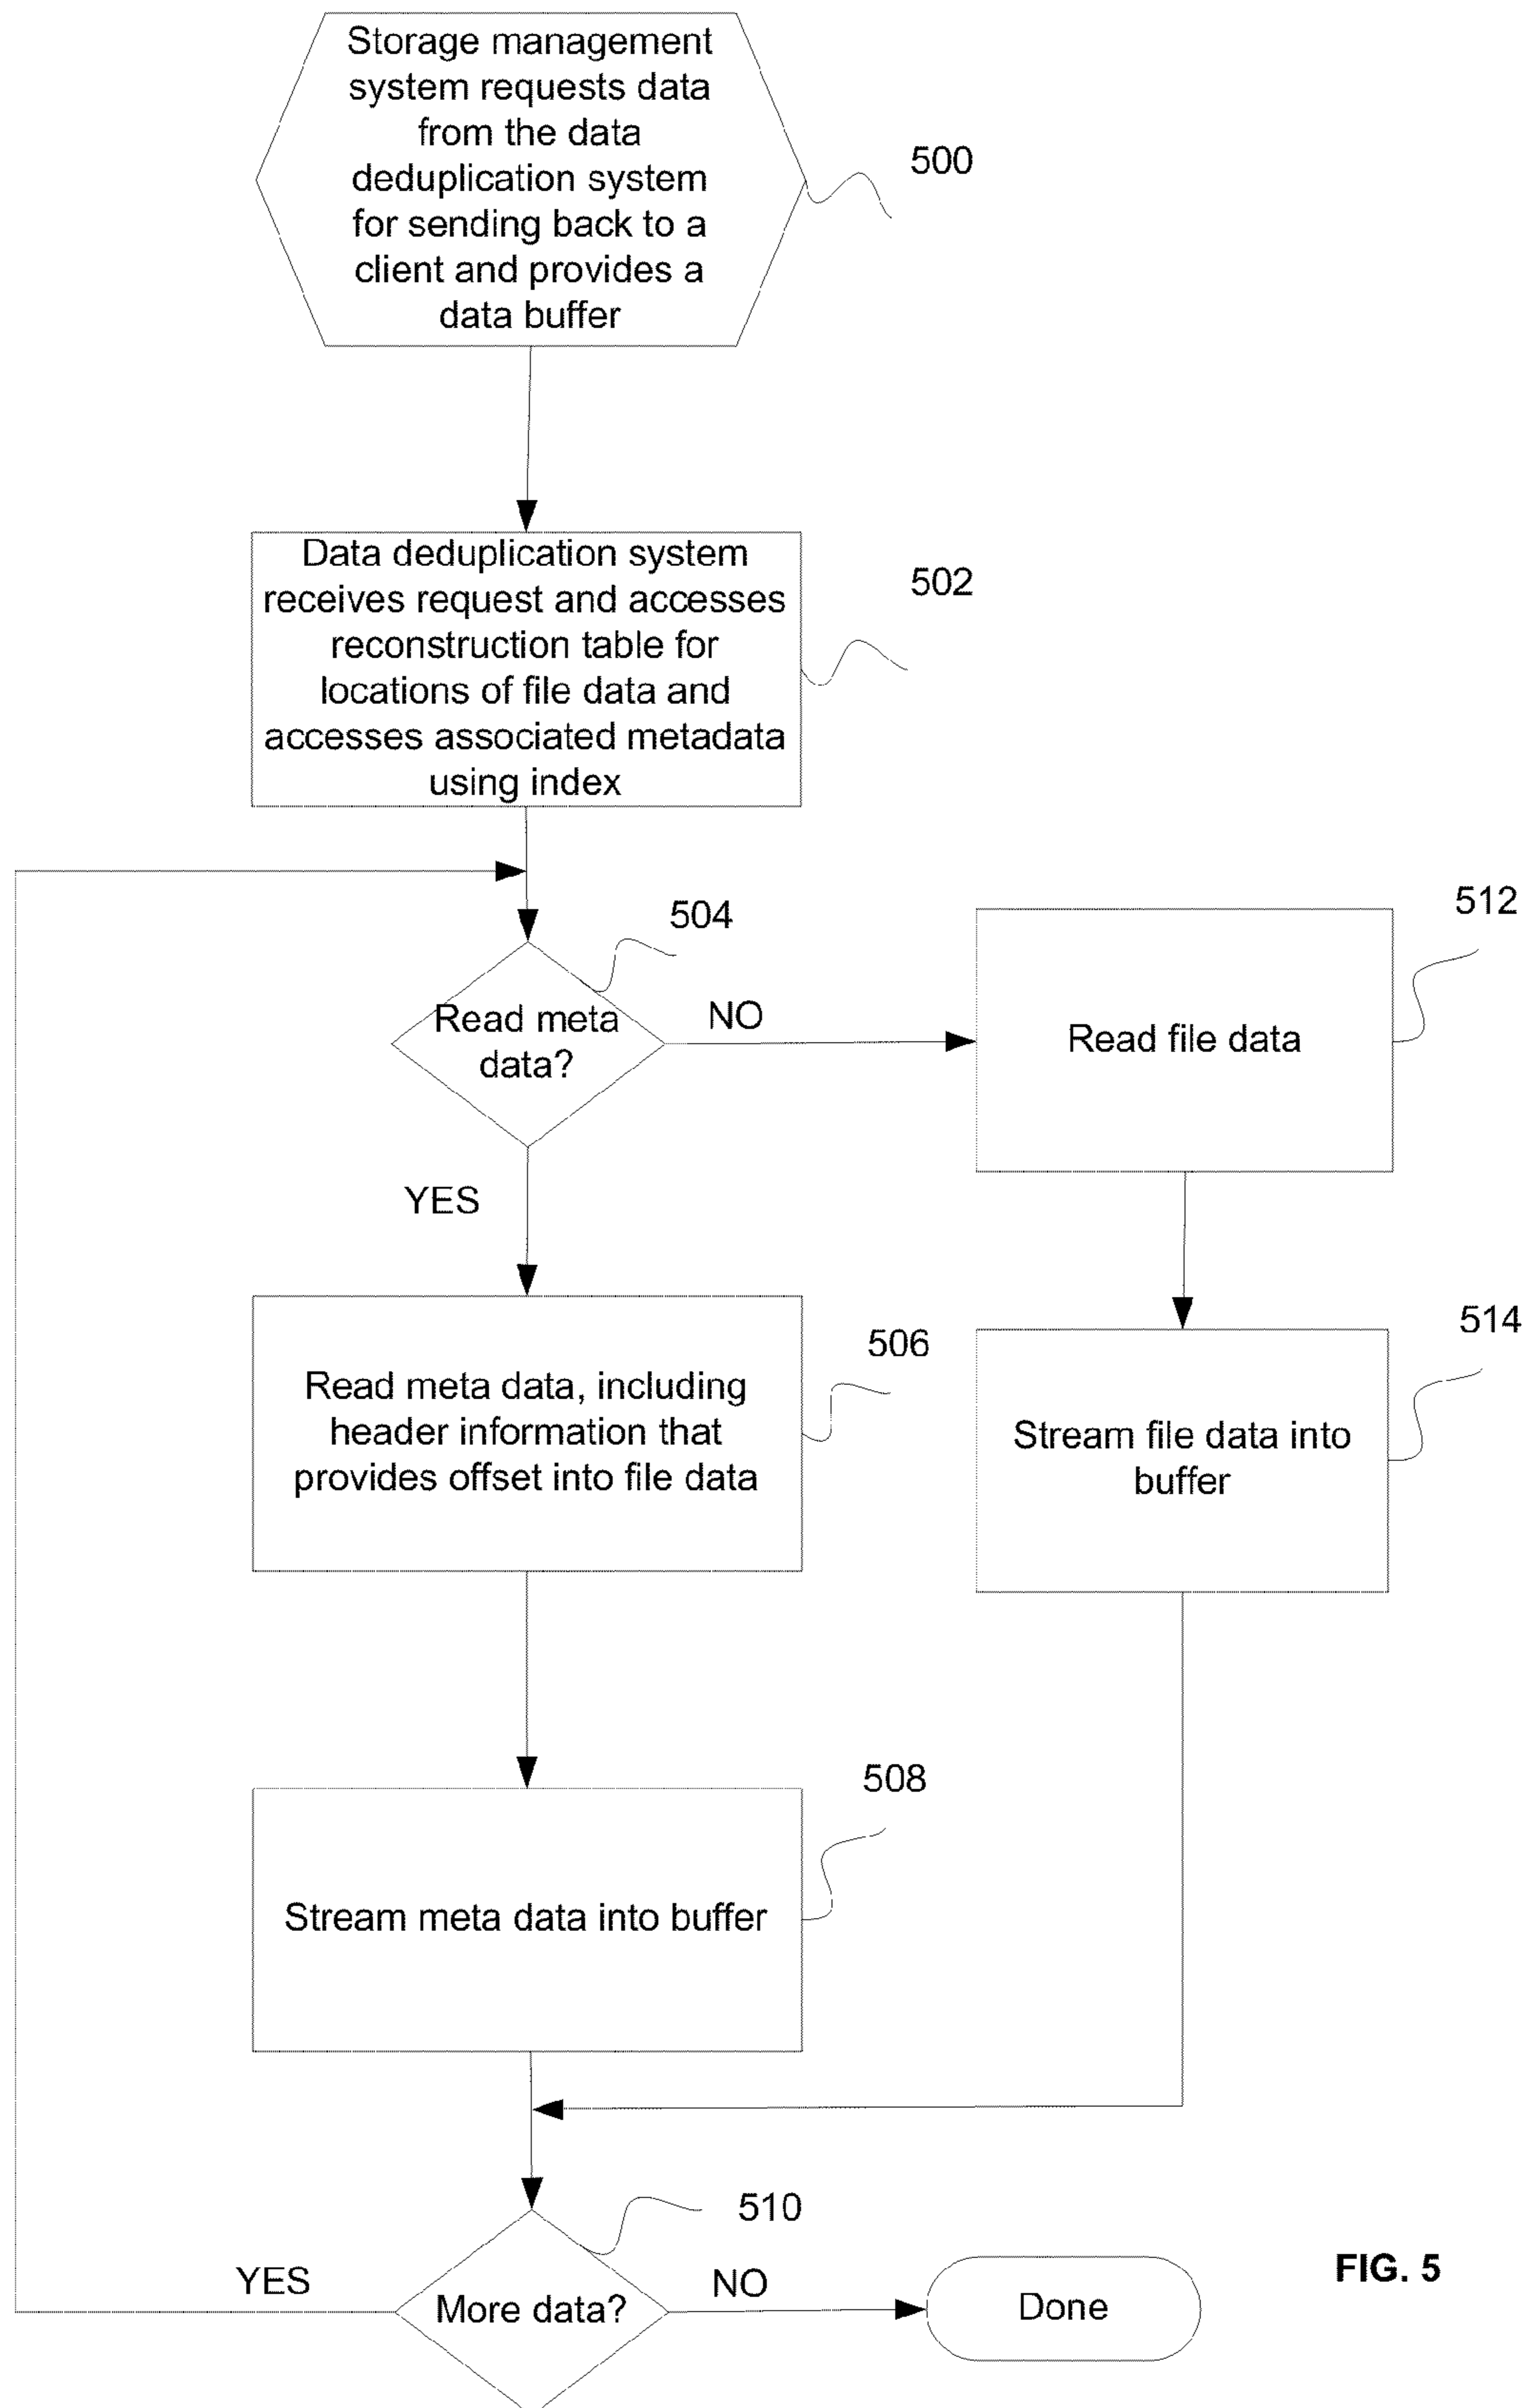 Storage management
system requests data
from the data
deduplication system
for sending back to a
client and provides a
data buffer
500
Data deduplication system
receives request and accesses
reconstruction table for
locations of file data and
accesses associated metadata
using index
502
504
Read meta
data?
NO
512
Read file data
YES
506
Read meta data, including
header information that
provides offset into file data
514
Stream file data into
buffer
508
Stream meta data into buffer
510
More data?
YES
NO
Done
FIG. 5